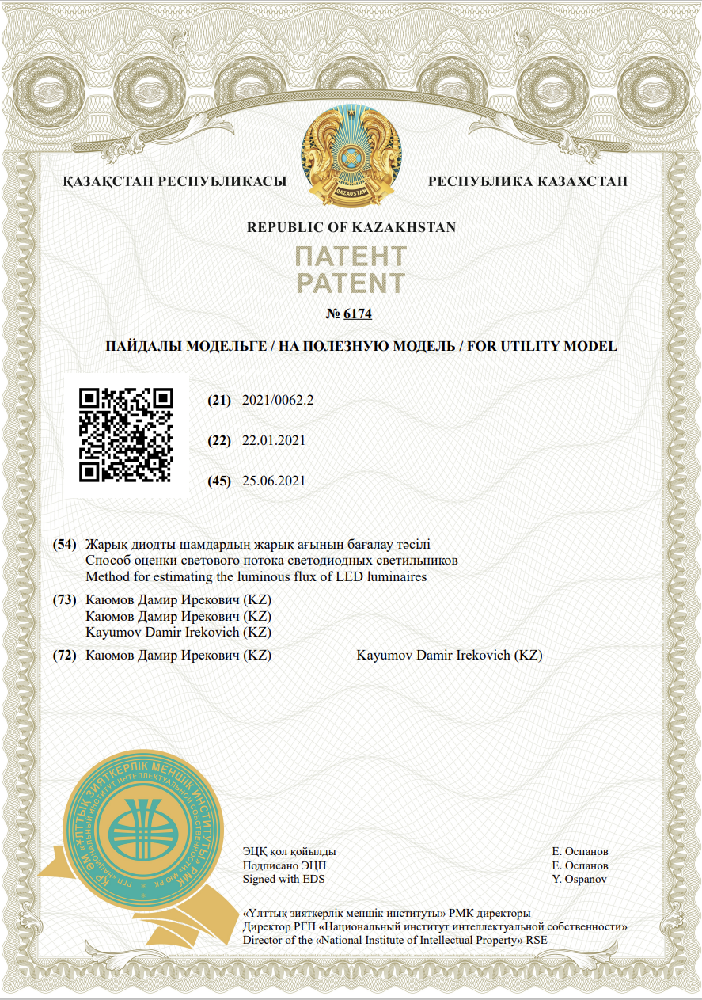 ҚАЗАҚСТАН РЕСПУБЛИКАСЫ
РЕСПУБЛИКА КАЗАХСТАН
QAZAQSTAN
REPUBLIC OF KAZAKHSTAN
ПАТЕНТ
PATENT
№ 6174
ПАЙДАЛЫ МОДЕЛЬГЕ / НА ПОЛЕЗНУЮ МОДЕЛЬ / FOR UTILITY MODEL
(21) 2021/0062.2
(22) 22.01.2021
(45) 25.06.2021
(54) Жарық диодты шамдардың жарық ағынын бағалау тәсілі
Способ оценки светового потока светодиодных светильников
Method for estimating the luminous flux of LED luminaires
(73) Каюмов Дамир Ирекович (KZ)
Каюмов Дамир Ирекович (KZ)
Kayumov Damir Irekovich (KZ)
(72) Каюмов Дамир Ирекович (KZ) Kayumov Damir Irekovich (KZ)
ҚР ӘМ «ҰЛТТЫҚ ЗИЯТКЕРЛІК МЕНШІК ИНСТИТУТЫ» РМК
РГП «НАЦИОНАЛЬНЫЙ ИНСТИТУТ ИНТЕЛЛЕКТУАЛЬНОЙ СОБСТВЕННОСТИ» МЮ РК
ЭЦҚ қол қойылды Е. Оспанов
Подписано ЭЦП Е. Оспанов
Signed with EDS Y. Ospanov
«Ұлттық зияткерлік меншік институты» РМК директоры
Директор РГП «Национальный институт интеллектуальной собственности»
Director of the «National Institute of Intellectual Property» RSE